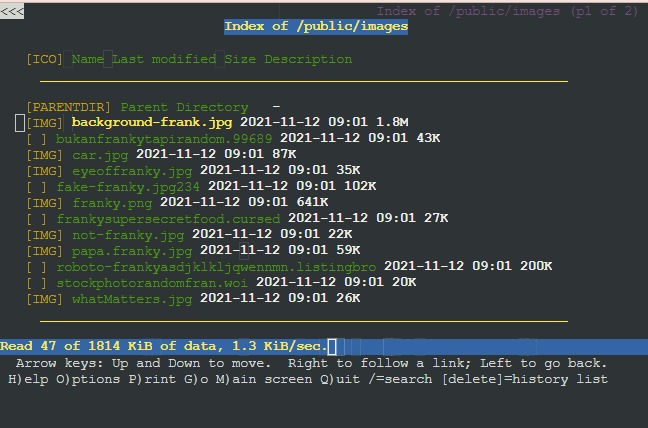 <<< Index of /public/images (p1 of 2)
Index of /public/images
[ICO] Name Last modified Size Description
[PARENTDIR] Parent Directory -
[IMG] background-frank.jpg 2021-11-12 09:01 1.8M
[ ] bukanfrankytapirandom.99689 2021-11-12 09:01 43K
[IMG] car.jpg 2021-11-12 09:01 87K
[IMG] eyeoffranky.jpg 2021-11-12 09:01 35K
[ ] fake-franky.jpg234 2021-11-12 09:01 102K
[IMG] franky.png 2021-11-12 09:01 641K
[ ] frankysupersecretfood.cursed 2021-11-12 09:01 27K
[IMG] not-franky.jpg 2021-11-12 09:01 22K
[IMG] papa.franky.jpg 2021-11-12 09:01 59K
[ ] roboto-frankyasdjklkljqwennmn.listingbro 2021-11-12 09:01 200K
[ ] stockphotorandomfran.woi 2021-11-12 09:01 20K
[IMG] whatMatters.jpg 2021-11-12 09:01 26K
Read 47 of 1814 KiB of data, 1.3 KiB/sec.
Arrow keys: Up and Down to move. Right to follow a link; Left to go back.
H)elp O)ptions P)rint G)o M)ain screen Q)uit /=search [delete]=history list